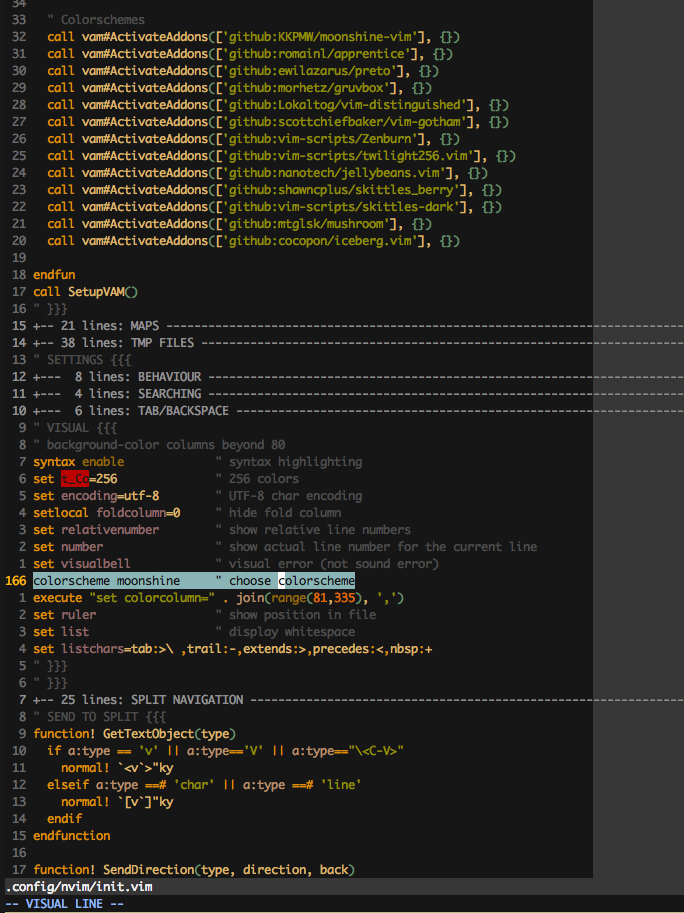 34
33   " Colorschemes
32   call vam#ActivateAddons(['github:KKPMW/moonshine-vim'], {})
31   call vam#ActivateAddons(['github:romainl/apprentice'], {})
30   call vam#ActivateAddons(['github:ewilazarus/preto'], {})
29   call vam#ActivateAddons(['github:morhetz/gruvbox'], {})
28   call vam#ActivateAddons(['github:Lokaltog/vim-distinguished'], {})
27   call vam#ActivateAddons(['github:scottchiefbaker/vim-gotham'], {})
26   call vam#ActivateAddons(['github:vim-scripts/Zenburn'], {})
25   call vam#ActivateAddons(['github:vim-scripts/twilight256.vim'], {})
24   call vam#ActivateAddons(['github:nanotech/jellybeans.vim'], {})
23   call vam#ActivateAddons(['github:shawncplus/skittles_berry'], {})
22   call vam#ActivateAddons(['github:vim-scripts/skittles-dark'], {})
21   call vam#ActivateAddons(['github:mtglsk/mushroom'], {})
20   call vam#ActivateAddons(['github:cocopon/iceberg.vim'], {})
19
18 endfun
17 call SetupVAM()
16 " }}}
15 +-- 21 lines: MAPS --------------------------------------------------------------------------
14 +-- 38 lines: TMP FILES ---------------------------------------------------------------------
13 " SETTINGS {{{
12 +---  8 lines: BEHAVIOUR --------------------------------------------------------------------
11 +---  4 lines: SEARCHING --------------------------------------------------------------------
10 +---  6 lines: TAB/BACKSPACE ----------------------------------------------------------------
9 " VISUAL {{{
8 " background-color columns beyond 80
7 syntax enable             " syntax highlighting
6 set t_Co=256              " 256 colors
5 set encoding=utf-8        " UTF-8 char encoding
4 setlocal foldcolumn=0     " hide fold column
3 set relativenumber        " show relative line numbers
2 set number                " show actual line number for the current line
1 set visualbell            " visual error (not sound error)
166 colorscheme moonshine     " choose colorscheme
1 execute "set colorcolumn=" . join(range(81,335), ',')
2 set ruler                 " show position in file
3 set list                  " display whitespace
4 set listchars=tab:>\ ,trail:-,extends:>,precedes:<,nbsp:+
5 " }}}
6 " }}}
7 +-- 25 lines: SPLIT NAVIGATION --------------------------------------------------------------
8 " SEND TO SPLIT {{{
9 function! GetTextObject(type)
10   if a:type == 'v' || a:type=='V' || a:type=="\<C-V>"
11     normal! `<v`>"ky
12   elseif a:type ==# 'char' || a:type ==# 'line'
13     normal! `[v`]"ky
14   endif
15 endfunction
16
17 function! SendDirection(type, direction, back)
.config/nvim/init.vim
-- VISUAL LINE --